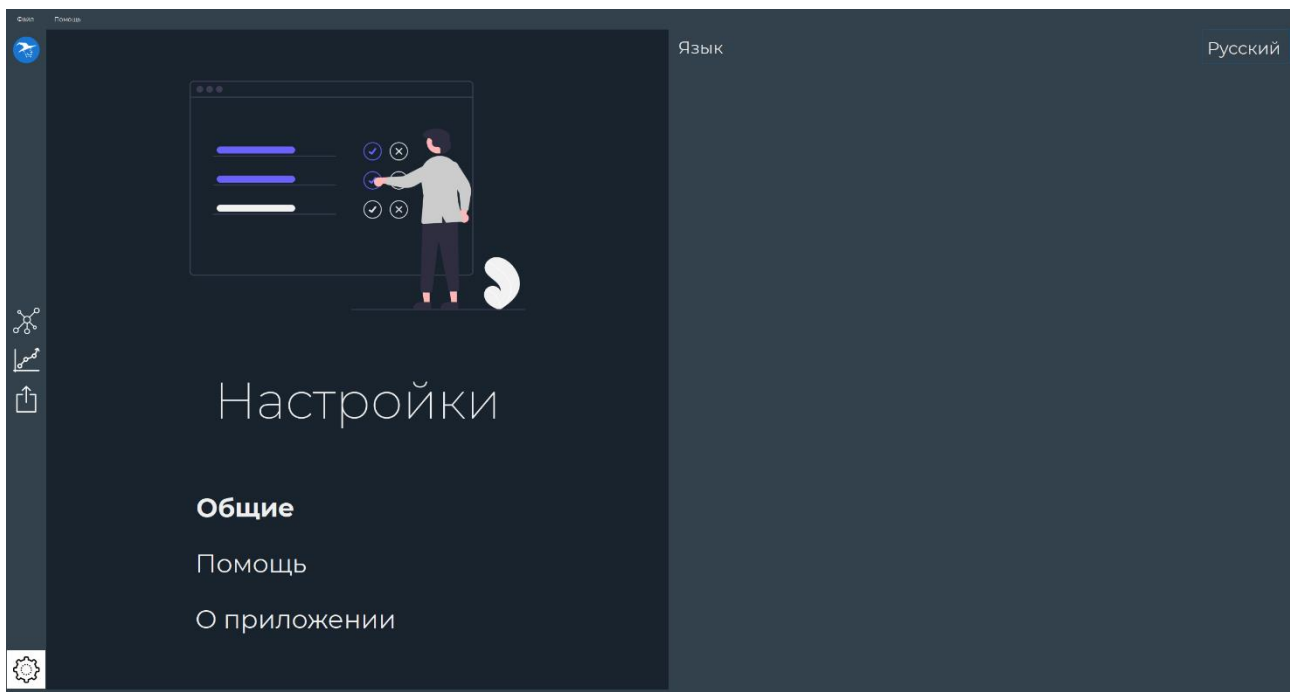 Файл Помощь
Язык Русский
Настройки
Общие
Помощь
О приложении